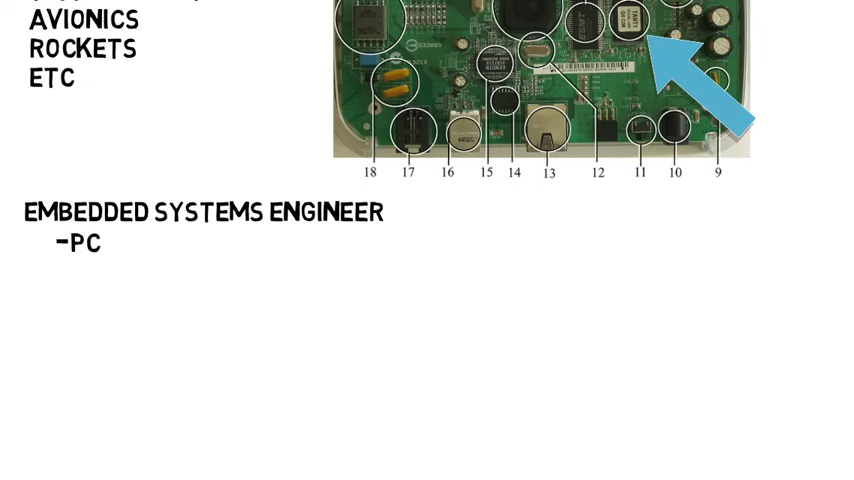 AVIONICS
ROCKETS
ETC
18 17 16 15 14 13 12 11 10 9
EMBEDDED SYSTEMS ENGINEER
-PC